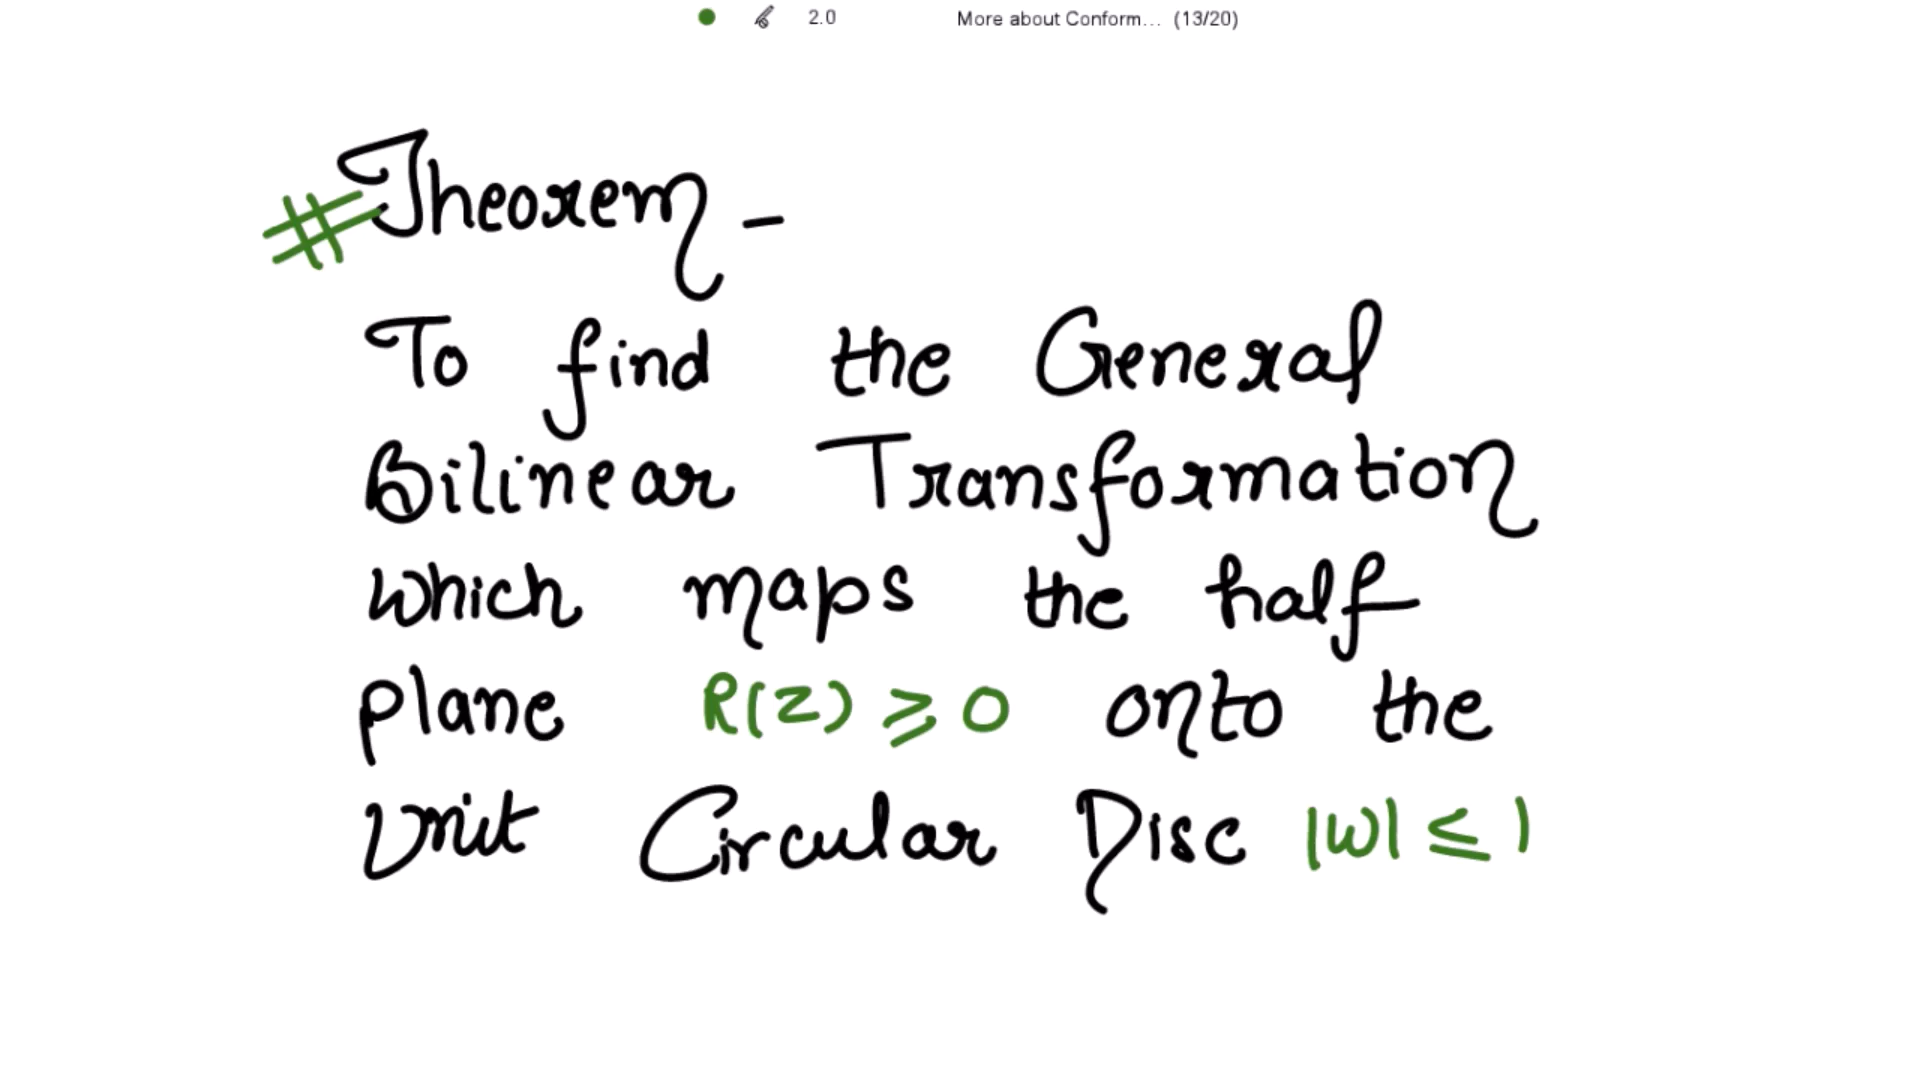 2.0 More about Conform... (13/20)
# Theorem -
To find the General
Bilinear Transformation
which maps the half
plane R(z) ⩾ 0 onto the
Unit Circular Disc |w| ≤ 1